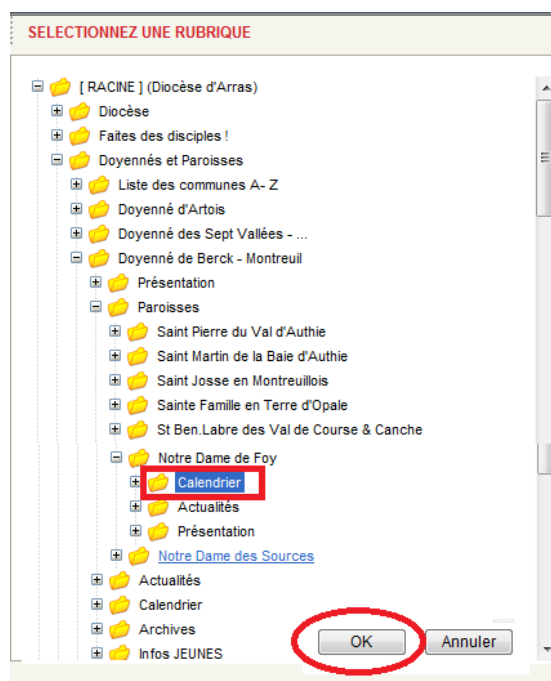 SELECTIONNEZ UNE RUBRIQUE
[ RACINE ] (Diocèse d'Arras)
Diocèse
Faites des disciples !
Doyennés et Paroisses
Liste des communes A- Z
Doyenné d'Artois
Doyenné des Sept Vallées - ...
Doyenné de Berck - Montreuil
Présentation
Paroisses
Saint Pierre du Val d'Authie
Saint Martin de la Baie d'Authie
Saint Josse en Montreuillois
Sainte Famille en Terre d'Opale
St Ben.Labre des Val de Course & Canche
Notre Dame de Foy
Calendrier
Actualités
Présentation
Notre Dame des Sources
Actualités
Calendrier
Archives
Infos JEUNES
OK Annuler